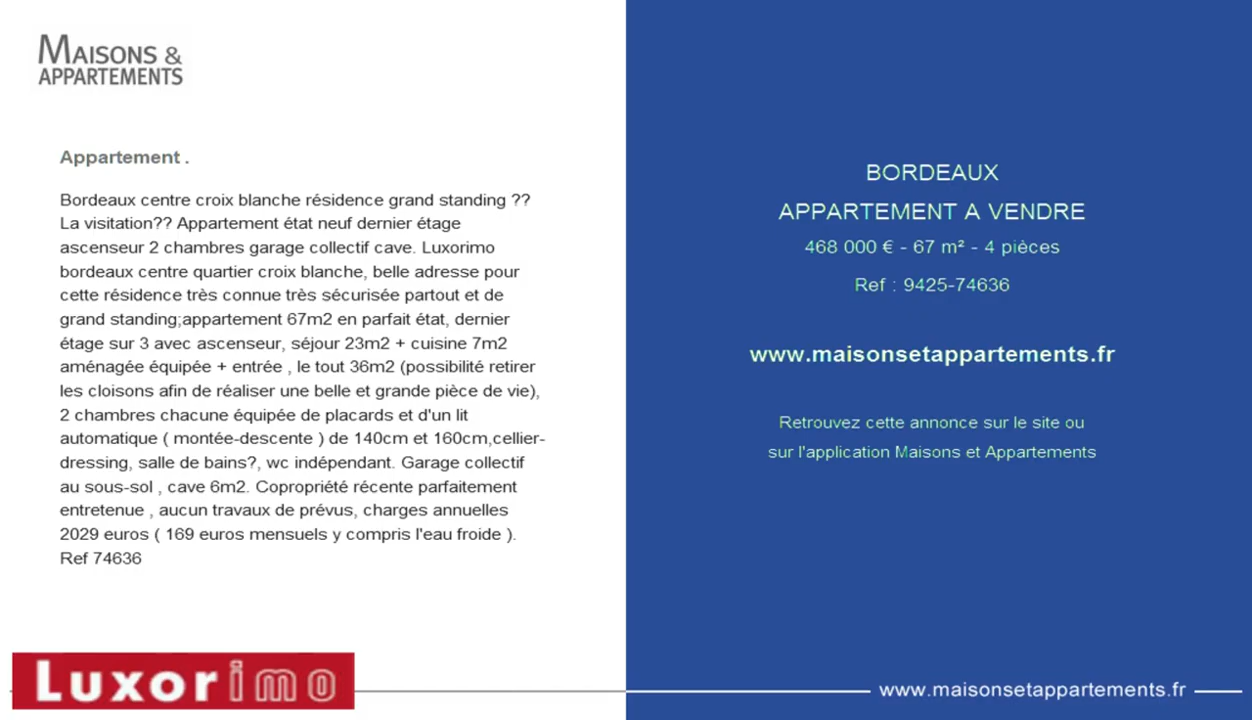 MAISONS &
APPARTEMENTS
Appartement .
Bordeaux centre croix blanche résidence grand standing ??
La visitation?? Appartement état neuf dernier étage
ascenseur 2 chambres garage collectif cave. Luxorimo
bordeaux centre quartier croix blanche, belle adresse pour
cette résidence très connue très sécurisée partout et de
grand standing;appartement 67m2 en parfait état, dernier
étage sur 3 avec ascenseur, séjour 23m2 + cuisine 7m2
aménagée équipée + entrée , le tout 36m2 (possibilité retirer
les cloisons afin de réaliser une belle et grande pièce de vie),
2 chambres chacune équipée de placards et d'un lit
automatique ( montée-descente ) de 140cm et 160cm,cellier-
dressing, salle de bains?, wc indépendant. Garage collectif
au sous-sol , cave 6m2. Copropriété récente parfaitement
entretenue , aucun travaux de prévus, charges annuelles
2029 euros ( 169 euros mensuels y compris l'eau froide ).
Ref 74636
Luxorimo
BORDEAUX
APPARTEMENT A VENDRE
468 000 € - 67 m² - 4 pièces
Ref : 9425-74636
www.maisonsetappartements.fr
Retrouvez cette annonce sur le site ou
sur l'application Maisons et Appartements
www.maisonsetappartements.fr